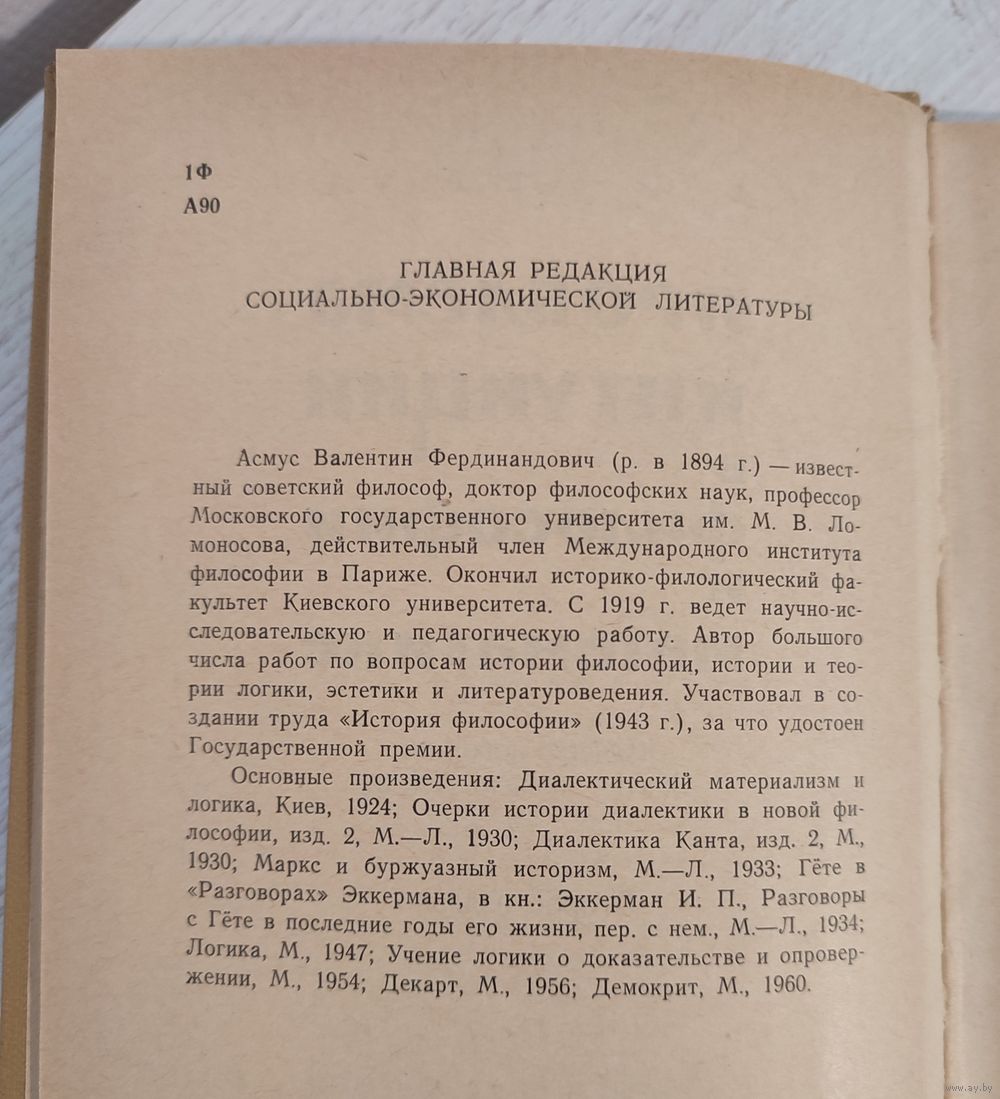 1Ф
А90
ГЛАВНАЯ РЕДАКЦИЯ
СОЦИАЛЬНО-ЭКОНОМИЧЕСКОЙ ЛИТЕРАТУРЫ
Асмус Валентин Фердинандович (р. в 1894 г.) — извест-
ный советский философ, доктор философских наук, профессор
Московского государственного университета им. М. В. Ло-
моносова, действительный член Международного института
философии в Париже. Окончил историко-филологический фа-
культет Киевского университета. С 1919 г. ведет научно-ис-
следовательскую и педагогическую работу. Автор большого
числа работ по вопросам истории философии, истории и тео-
рии логики, эстетики и литературоведения. Участвовал в со-
здании труда «История философии» (1943 г.), за что удостоен
Государственной премии.
Основные произведения: Диалектический материализм и
логика, Киев, 1924; Очерки истории диалектики в новой фи-
лософии, изд. 2, М.—Л., 1930; Диалектика Канта, изд. 2, М.,
1930; Маркс и буржуазный историзм, М.—Л., 1933; Гёте в
«Разговорах» Эккермана, в кн.: Эккерман И. П., Разговоры
с Гёте в последние годы его жизни, пер. с нем., М.—Л., 1934;
Логика, М., 1947; Учение логики о доказательстве и опровер-
жении, М., 1954; Декарт, М., 1956; Демокрит, М., 1960.
www.ay.by